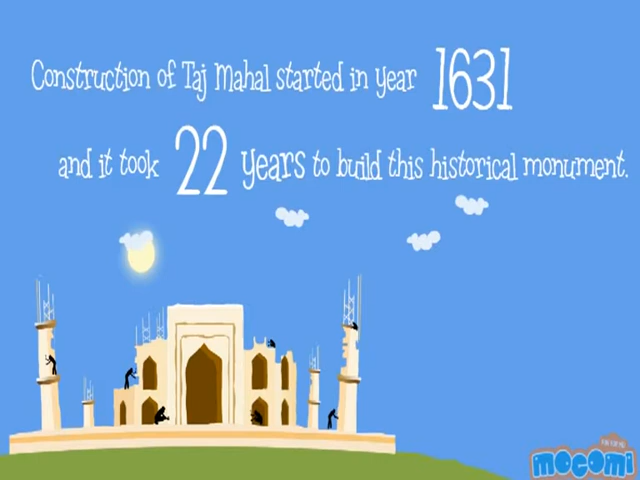 Construction of Taj Mahal started in year 1631
and it took 22 years to build this historical monument.
mocomi